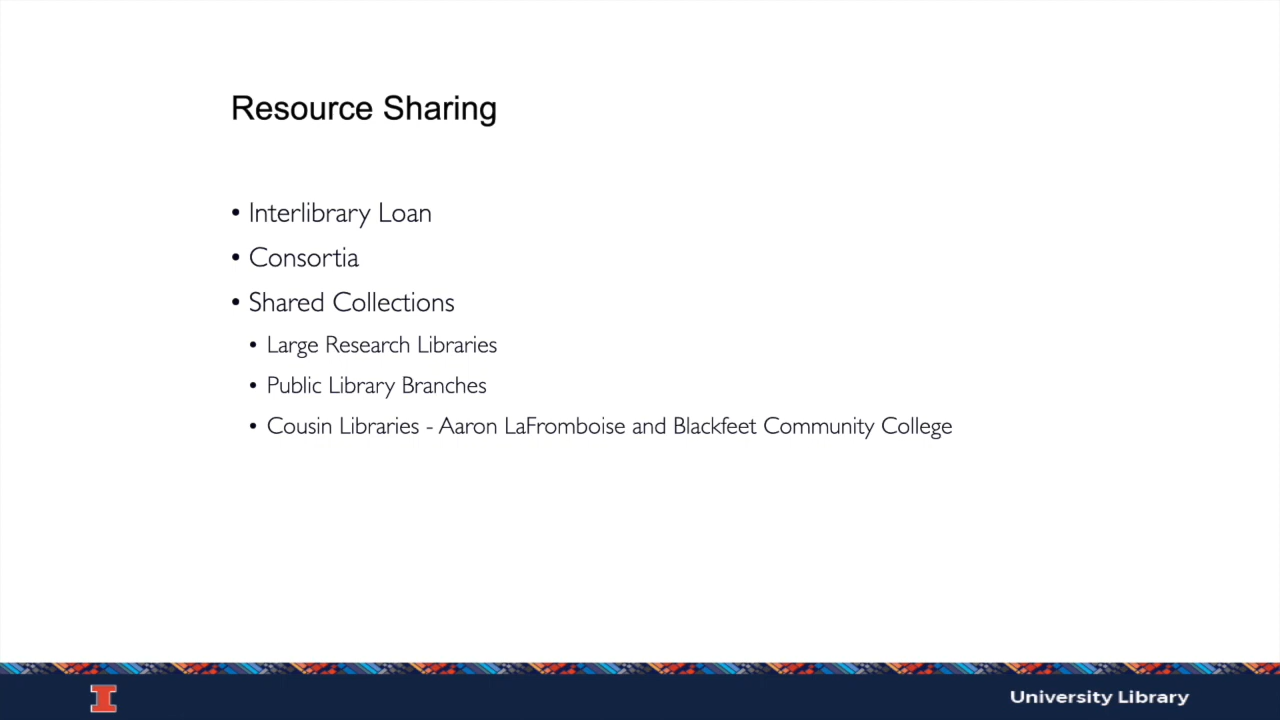 Resource Sharing
• Interlibrary Loan
• Consortia
• Shared Collections
• Large Research Libraries
• Public Library Branches
• Cousin Libraries - Aaron LaFromboise and Blackfeet Community College
I
University Library